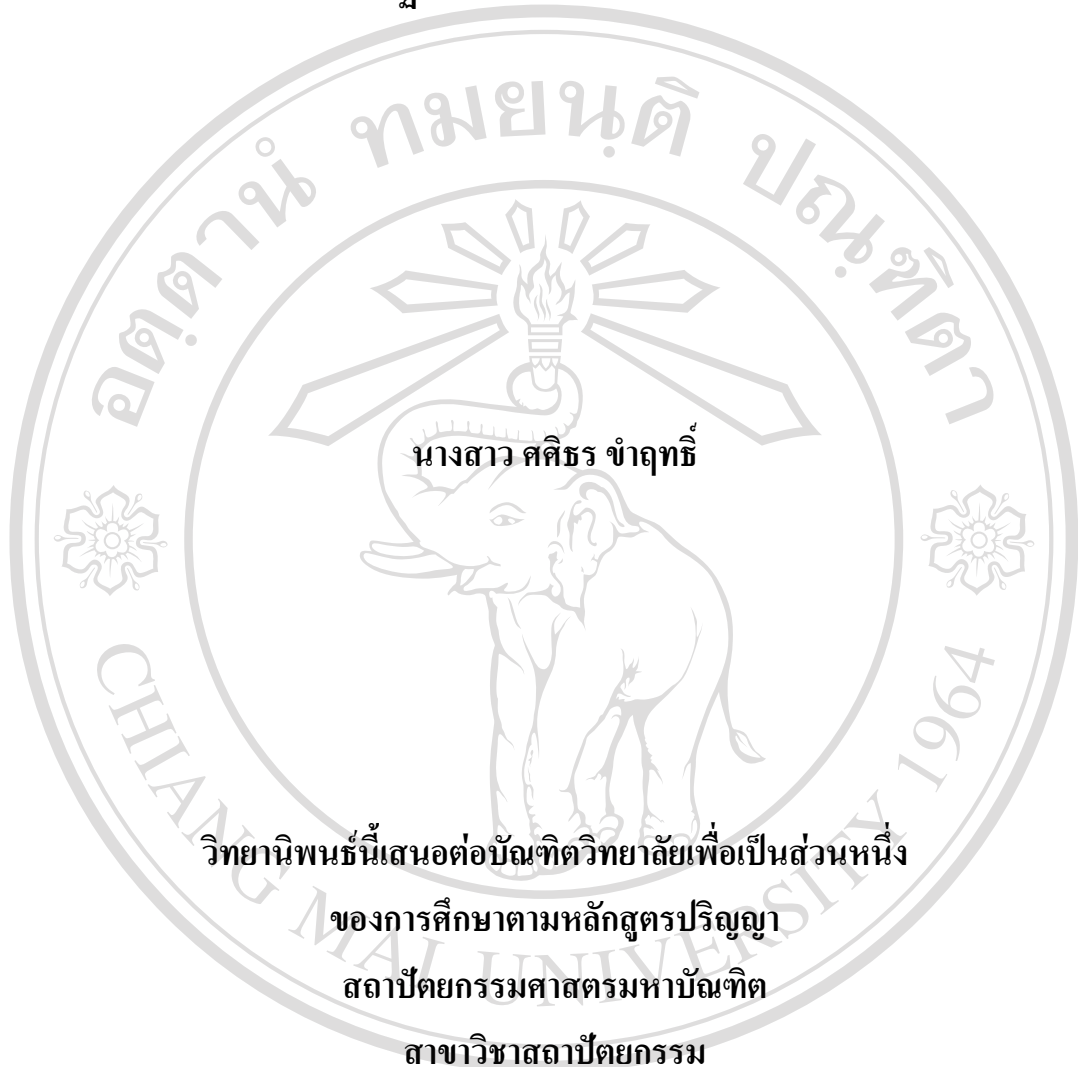 อตฺตานํ ทมยนฺติ ปณฺฑิตา
นางสาว ศศิธร ขำฤทธิ์
วิทยานิพนธ์นี้เสนอต่อบัณฑิตวิทยาลัยเพื่อเป็นส่วนหนึ่ง
ของการศึกษาตามหลักสูตรปริญญา
สถาปัตยกรรมศาสตรมหาบัณฑิต
สาขาวิชาสถาปัตยกรรม
CHIANG MAI UNIVERSITY 1964